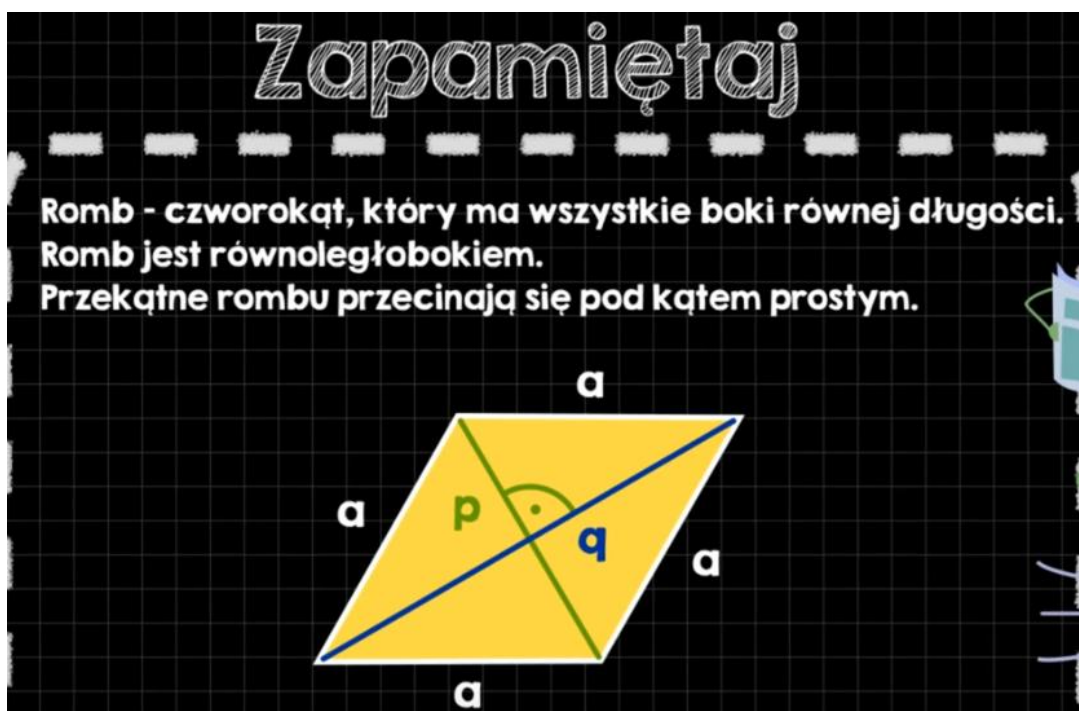 Zapamiętaj
Romb - czworokąt, który ma wszystkie boki równej długości.
Romb jest równoległobokiem.
Przekątne rombu przecinają się pod kątem prostym.
a
a
p
q
a
a